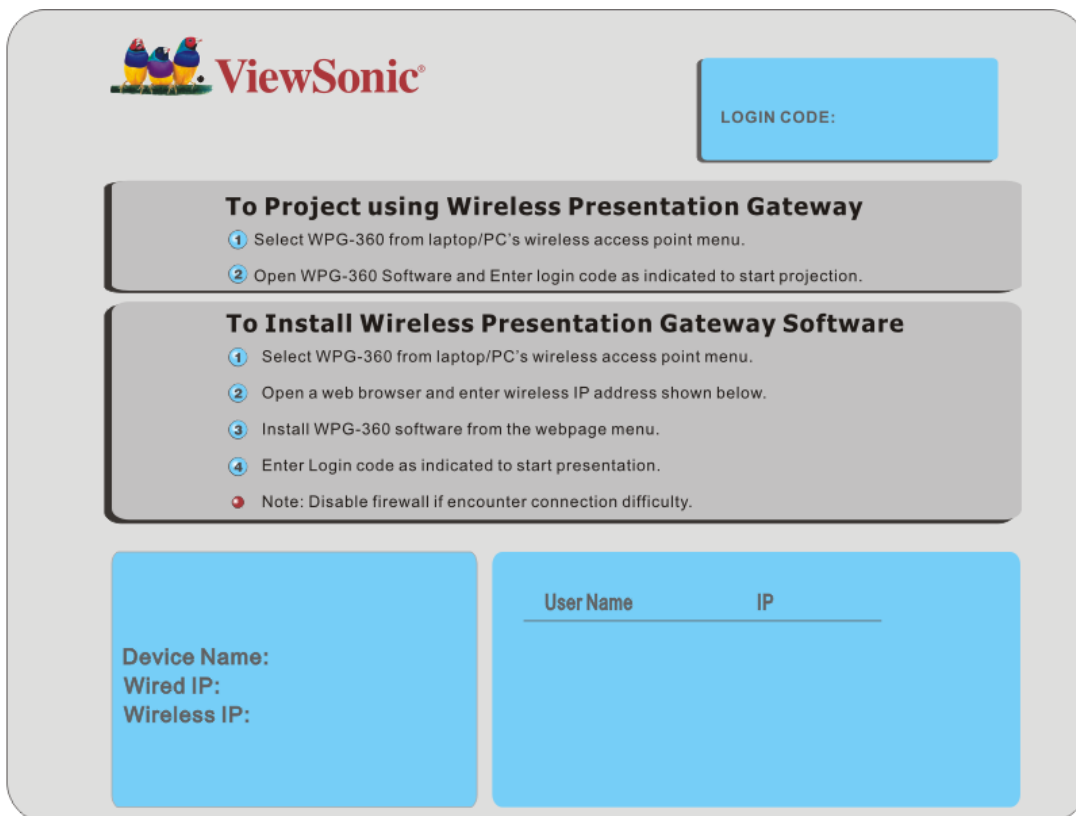 ViewSonic®
LOGIN CODE:
To Project using Wireless Presentation Gateway
1 Select WPG-360 from laptop/PC's wireless access point menu.
2 Open WPG-360 Software and Enter login code as indicated to start projection.
To Install Wireless Presentation Gateway Software
1 Select WPG-360 from laptop/PC's wireless access point menu.
2 Open a web browser and enter wireless IP address shown below.
3 Install WPG-360 software from the webpage menu.
4 Enter Login code as indicated to start presentation.
Note: Disable firewall if encounter connection difficulty.
Device Name:
Wired IP:
Wireless IP:
User Name IP